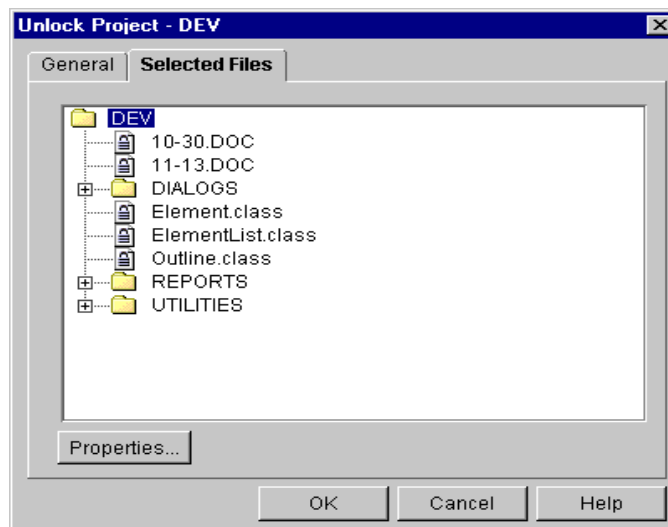 Unlock Project - DEV
General Selected Files
DEV
10-30.DOC
11-13.DOC
DIALOGS
Element.class
ElementList.class
Outline.class
REPORTS
UTILITIES
Properties...
OK Cancel Help